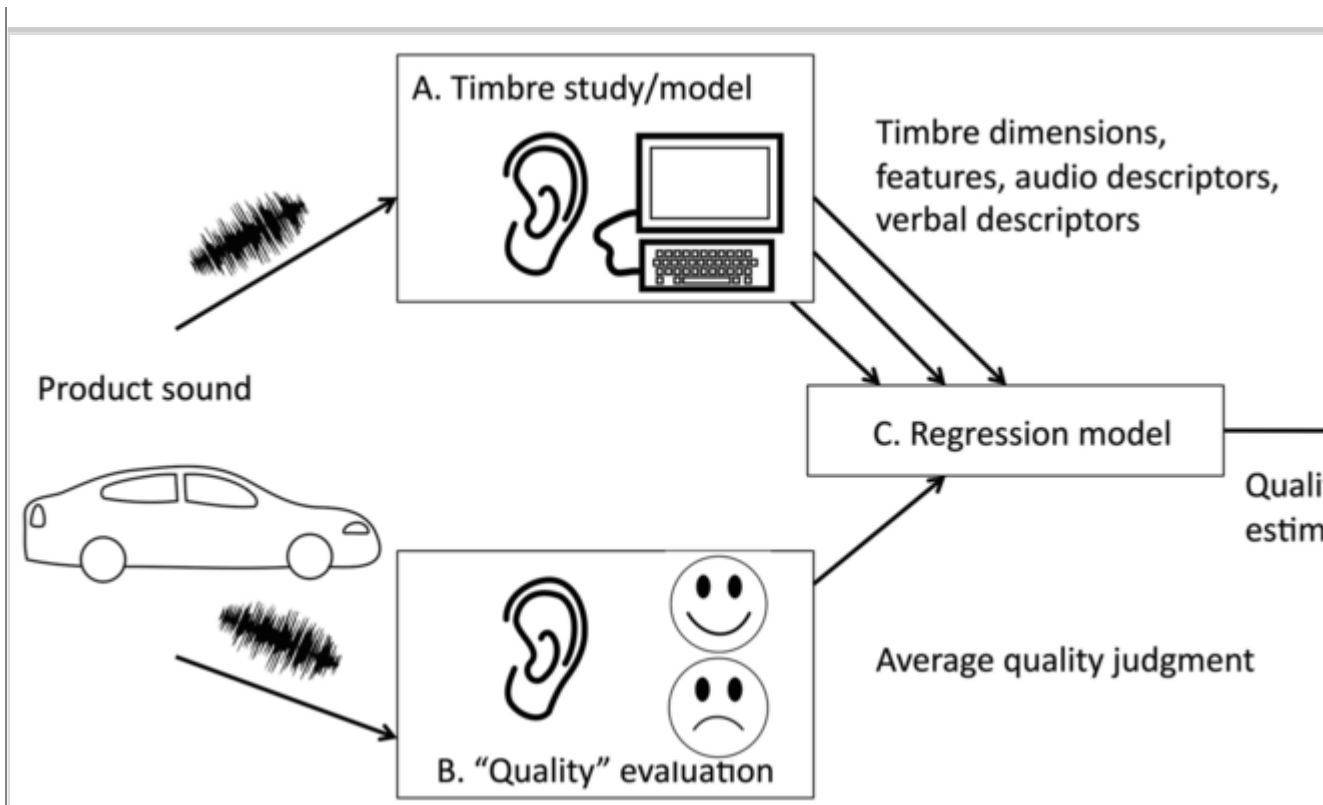 A. Timbre study/model
Timbre dimensions,
features, audio descriptors,
verbal descriptors
Product sound
C. Regression model
Average quality judgment
B. “Quality” evaluation